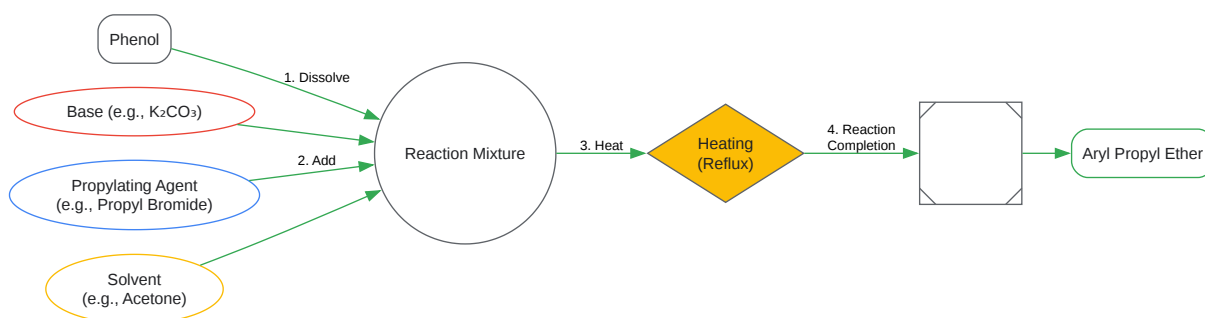 Phenol
1. Dissolve
Base (e.g., K₂CO₃)
2. Add
Propylating Agent
(e.g., Propyl Bromide)
Solvent
(e.g., Acetone)
Reaction Mixture
3. Heat
Heating
(Reflux)
4. Reaction
Completion
Aryl Propyl Ether